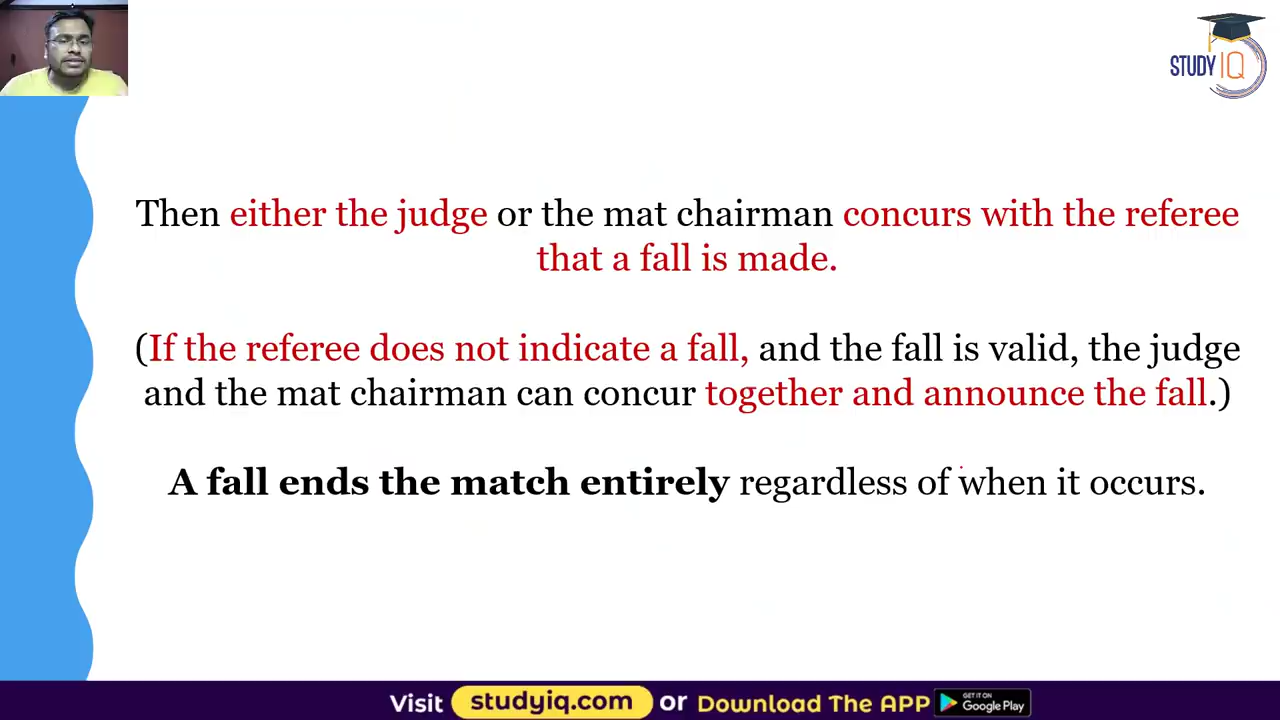 STUDY IQ
Then either the judge or the mat chairman concurs with the referee
that a fall is made.
(If the referee does not indicate a fall, and the fall is valid, the judge
and the mat chairman can concur together and announce the fall.)
A fall ends the match entirely regardless of when it occurs.
Visit studyiq.com or Download The APP GET IT ON Google Play